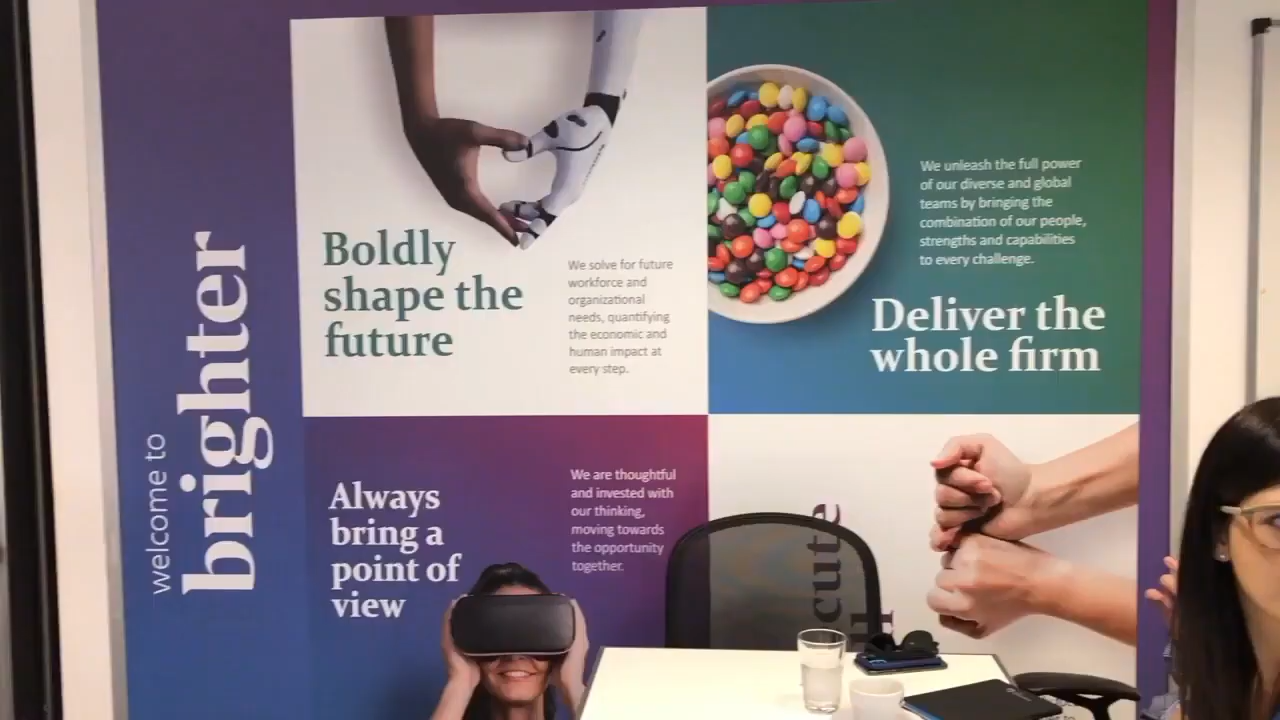 welcome to
brighter
Boldly
shape the
future
We solve for future
workforce and
organizational
needs, quantifying
the economic and
human impact at
every step.
We unleash the full power
of our diverse and global
teams by bringing the
combination of our people,
strengths and capabilities
to every challenge.
Deliver the
whole firm
Always
bring a
point of
view
We are thoughtful
and invested with
our thinking,
moving towards
the opportunity
together.
cute